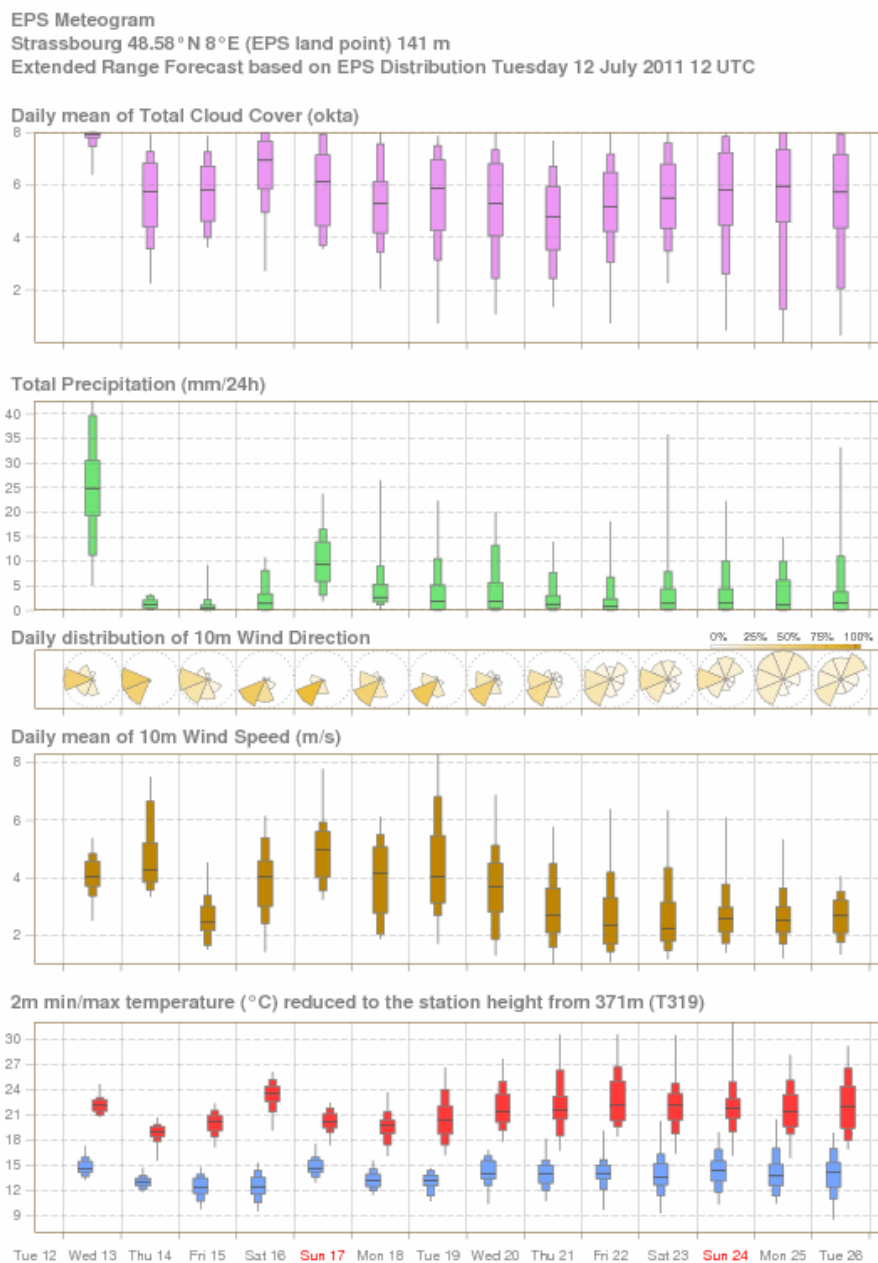 EPS Meteogram
Strassbourg 48.58°N 8°E (EPS land point) 141 m
Extended Range Forecast based on EPS Distribution Tuesday 12 July 2011 12 UTC
Daily mean of Total Cloud Cover (okta)
8
6
4
2
Total Precipitation (mm/24h)
40
35
30
25
20
15
10
5
0
Daily distribution of 10m Wind Direction
0% 25% 50% 75% 100%
Daily mean of 10m Wind Speed (m/s)
8
6
4
2
2m min/max temperature (°C) reduced to the station height from 371m (T319)
30
27
24
21
18
15
12
9
Tue 12 Wed 13 Thu 14 Fri 15 Sat 16 Sun 17 Mon 18 Tue 19 Wed 20 Thu 21 Fri 22 Sat 23 Sun 24 Mon 25 Tue 26